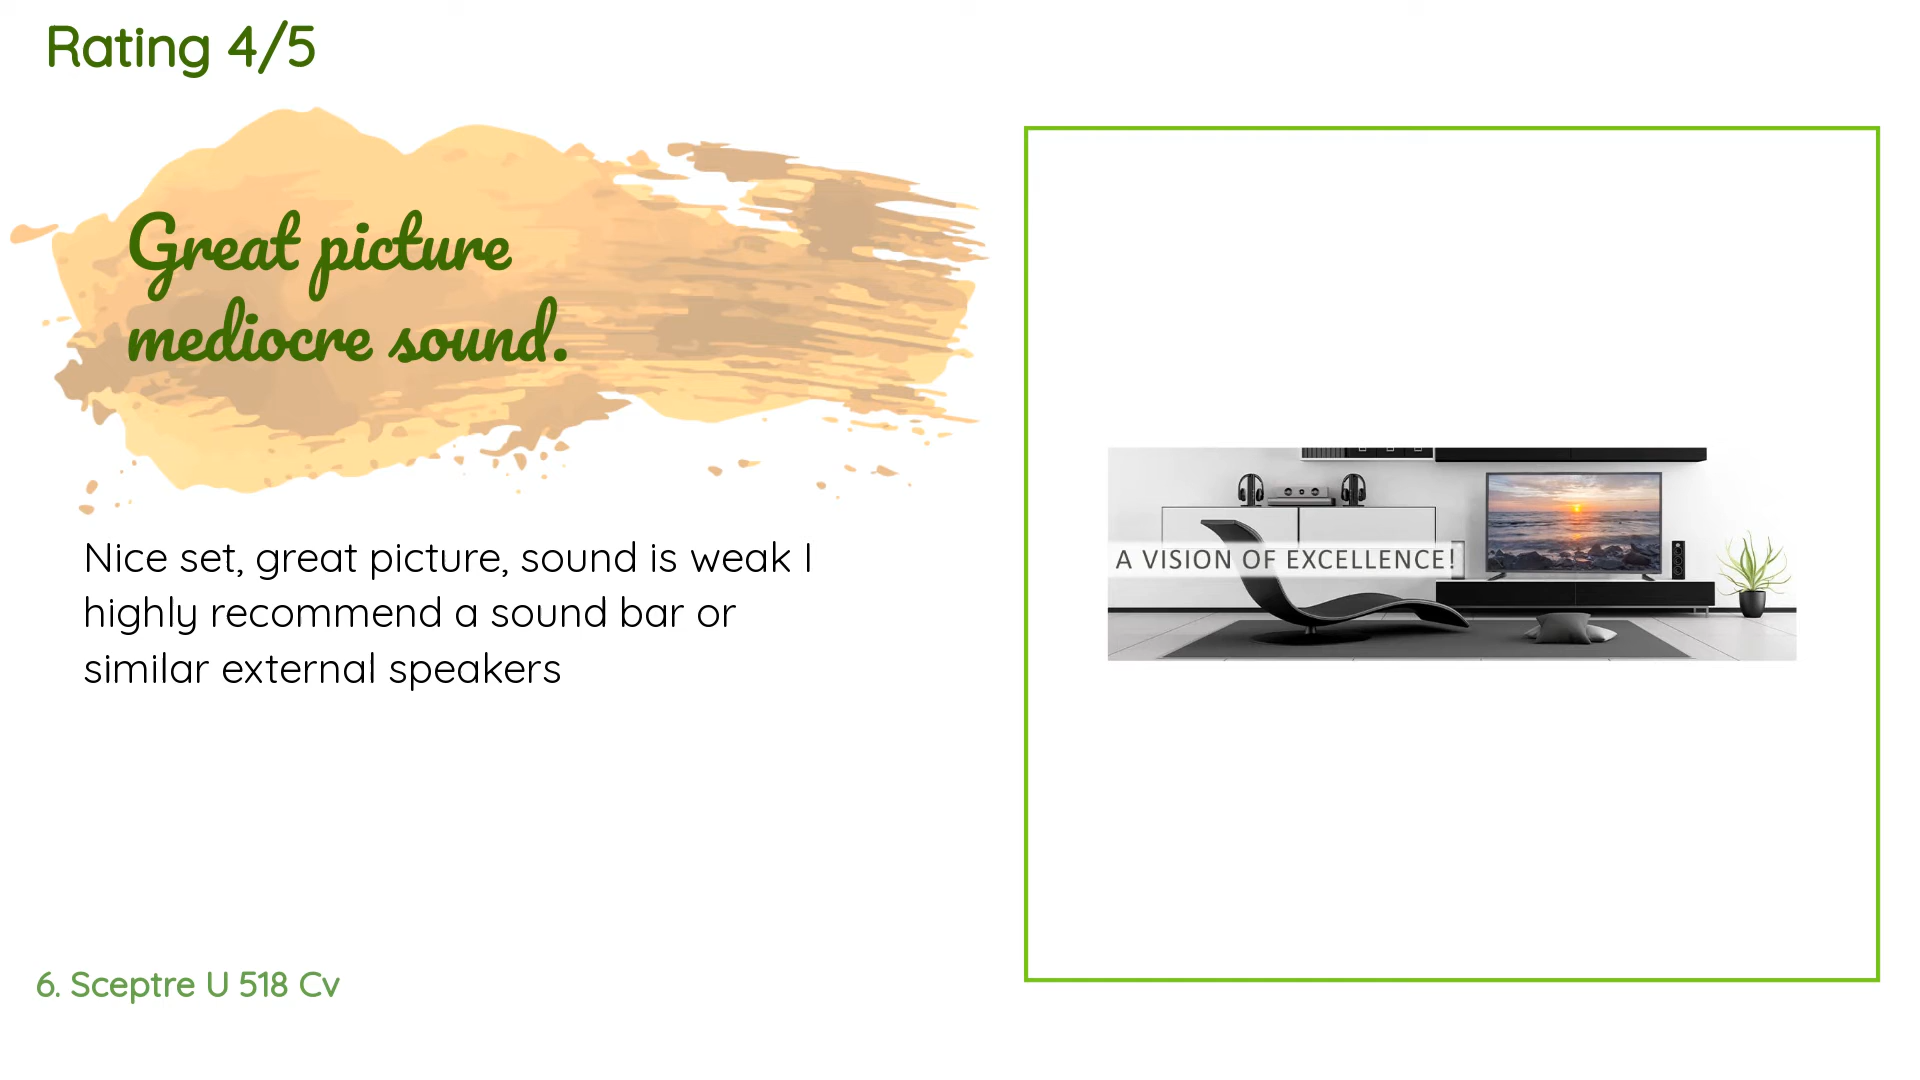 Rating 4/5
Great picture
mediocre sound.
Nice set, great picture, sound is weak I
highly recommend a sound bar or
similar external speakers
A VISION OF EXCELLENCE!
6. Sceptre U 518 Cv